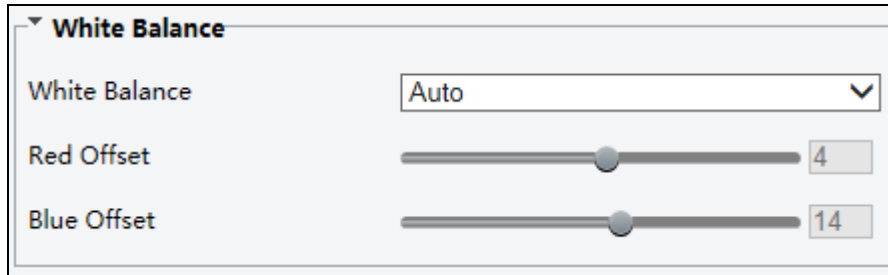 White Balance
White Balance Auto
Red Offset 4
Blue Offset 14